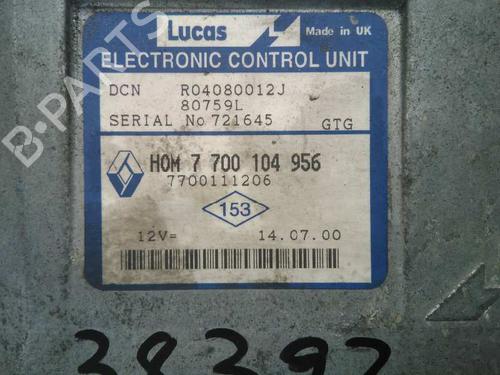 Lucas
Made in UK
ELECTRONIC CONTROL UNIT
DCN R04080012J
80759L
SERIAL No 721645 GTG
HOM 7 700 104 956
7700111206
153
12V= 14.07.00
B-PARTS